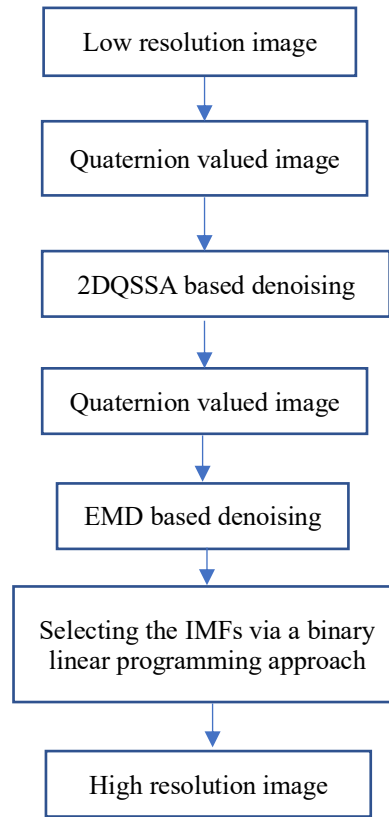 Low resolution image
Quaternion valued image
2DQSSA based denoising
Quaternion valued image
EMD based denoising
Selecting the IMFs via a binary
linear programming approach
High resolution image